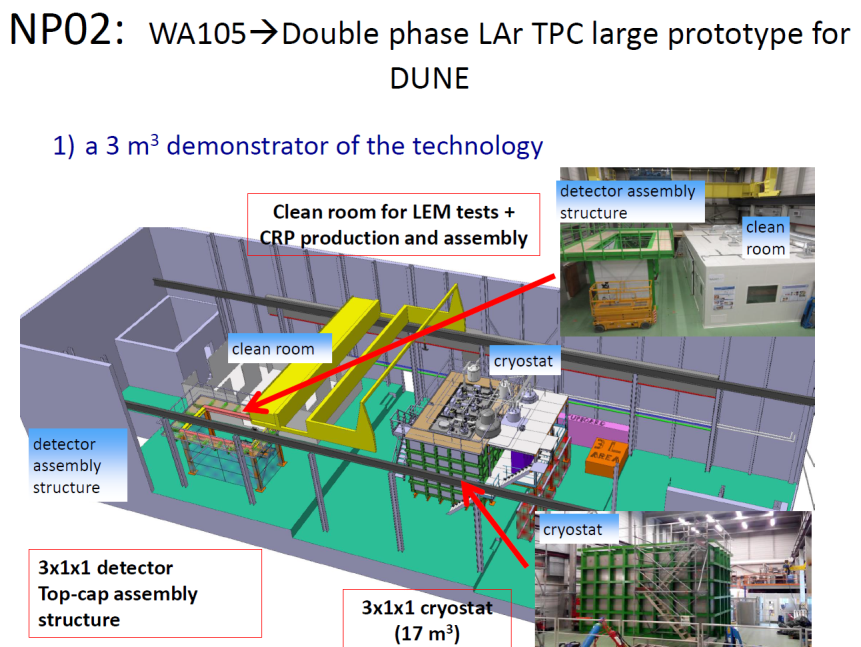 NP02: WA105→Double phase LAr TPC large prototype for
DUNE
1) a 3 m³ demonstrator of the technology
Clean room for LEM tests +
CRP production and assembly
detector assembly
structure
clean
room
clean room
cryostat
detector
assembly
structure
AREA
cryostat
3x1x1 detector
Top-cap assembly
structure
3x1x1 cryostat
(17 m³)